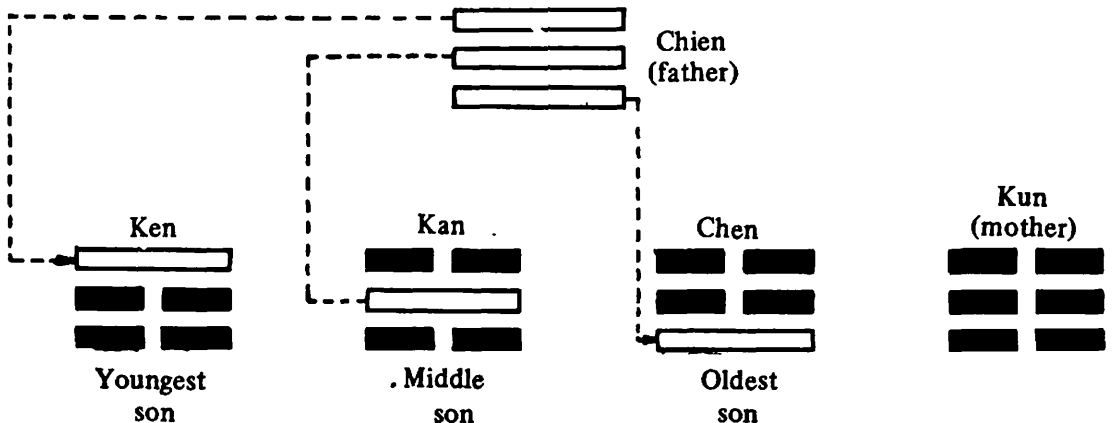 Chien
(father)
Ken
Kan
Chen
Kun
(mother)
Youngest
son
Middle
son
Oldest
son